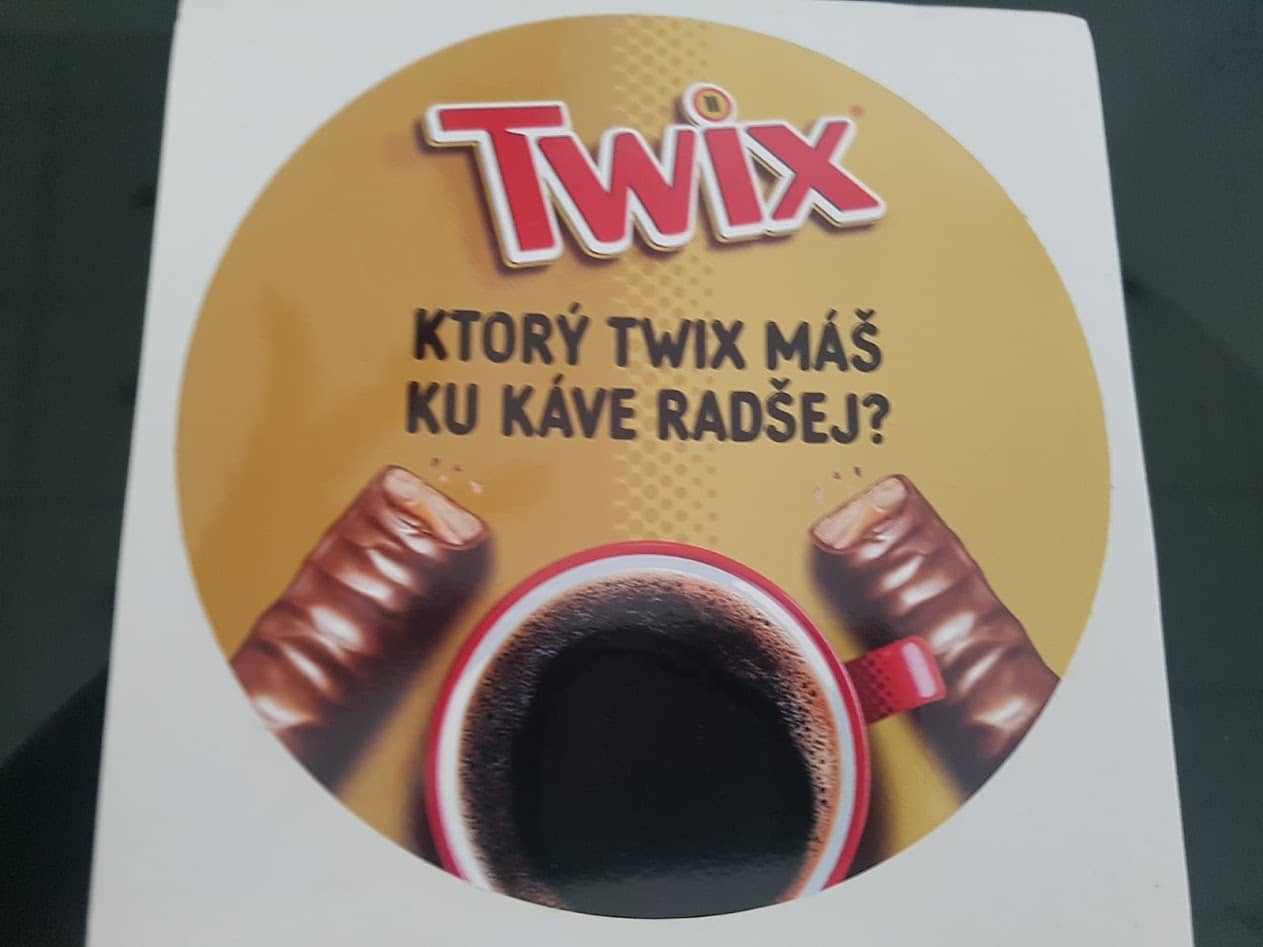 Twix
KTORÝ TWIX MÁŠ
KU KÁVE RADŠEJ?